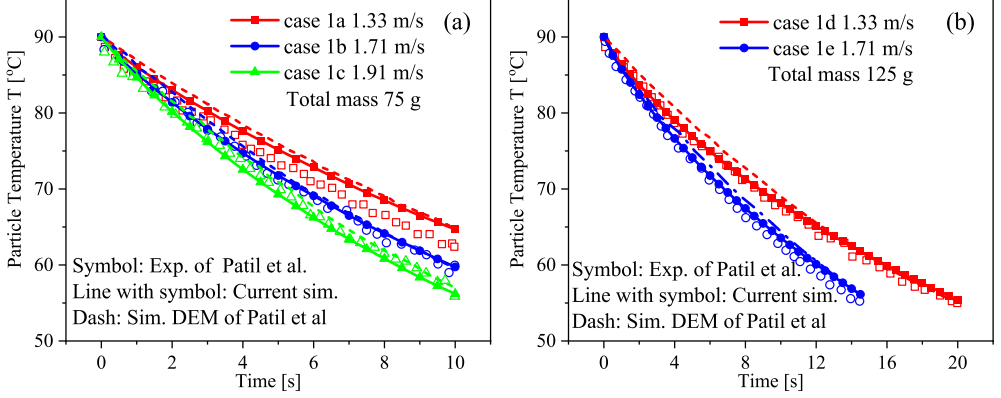 (a)
case 1a 1.33 m/s
case 1b 1.71 m/s
case 1c 1.91 m/s
Total mass 75 g
Particle Temperature T [°C]
90
80
70
60
50
Symbol: Exp. of Patil et al.
Line with symbol: Current sim.
Dash: Sim. DEM of Patil et al
0 2 4 6 8 10
Time [s]
(b)
case 1d 1.33 m/s
case 1e 1.71 m/s
Total mass 125 g
Particle Temperature T [°C]
90
80
70
60
50
Symbol: Exp. of Patil et al.
Line with symbol: Current sim.
Dash: Sim. DEM of Patil et al
0 4 8 12 16 20
Time [s]